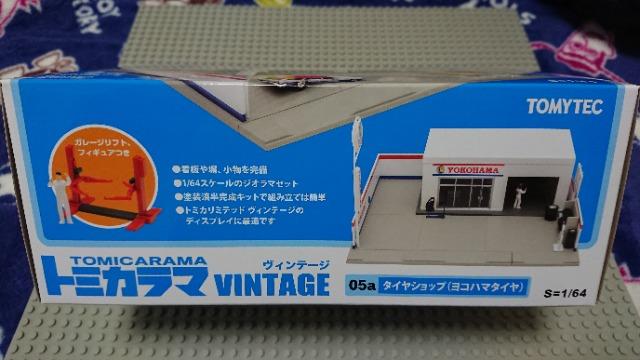 TOMYTEC
ガレージリフト、
フィギュアつき
●看板や塀、小物を完備
●1/64スケールのジオラマセット
●塗装済半完成キットで組み立ては簡単
●トミカリミテッド ヴィンテージの
ディスプレイに最適です
YOKOHAMA
TOMICARAMA
トミカラマ
ヴィンテージ
VINTAGE
05a タイヤショップ(ヨコハマタイヤ)
S=1/64